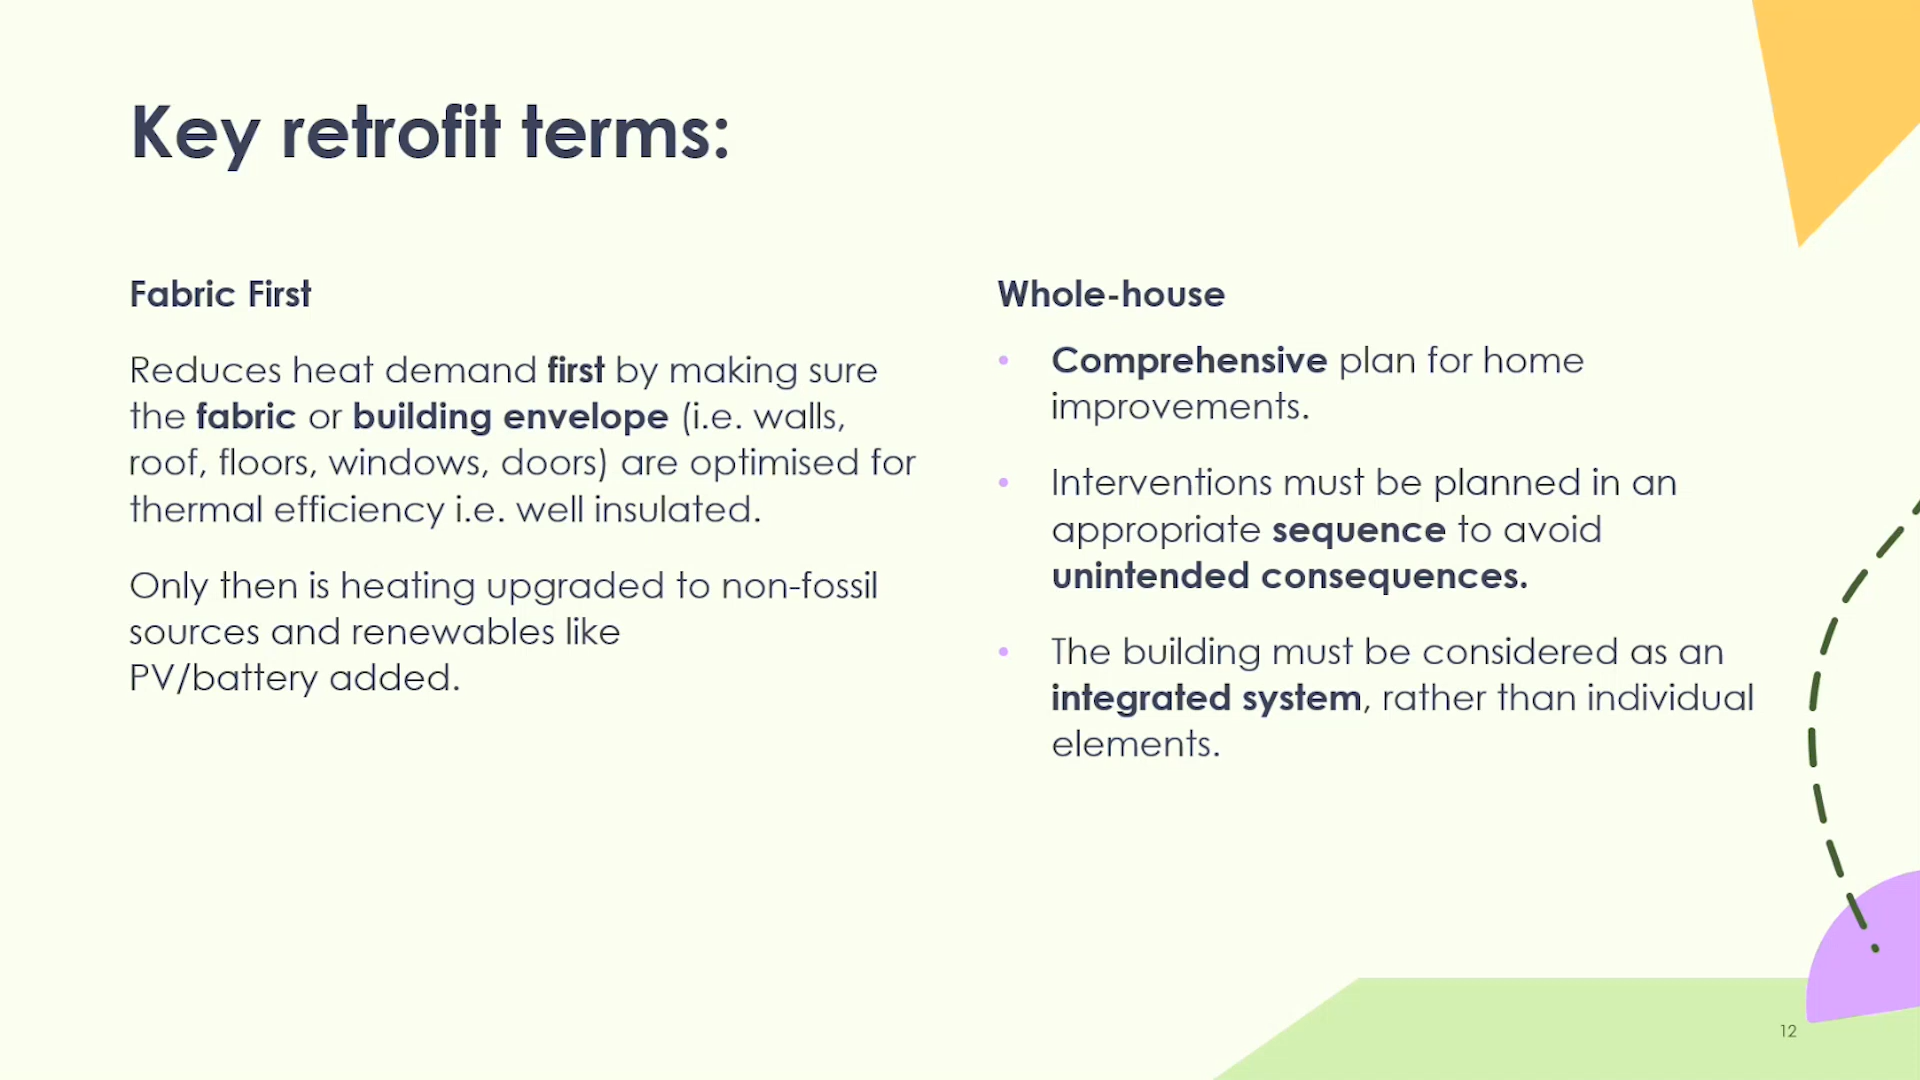 Key retrofit terms:
Fabric First
Reduces heat demand first by making sure
the fabric or building envelope (i.e. walls,
roof, floors, windows, doors) are optimised for
thermal efficiency i.e. well insulated.
Only then is heating upgraded to non-fossil
sources and renewables like
PV/battery added.
Whole-house
• Comprehensive plan for home
improvements.
• Interventions must be planned in an
appropriate sequence to avoid
unintended consequences.
• The building must be considered as an
integrated system, rather than individual
elements.
12